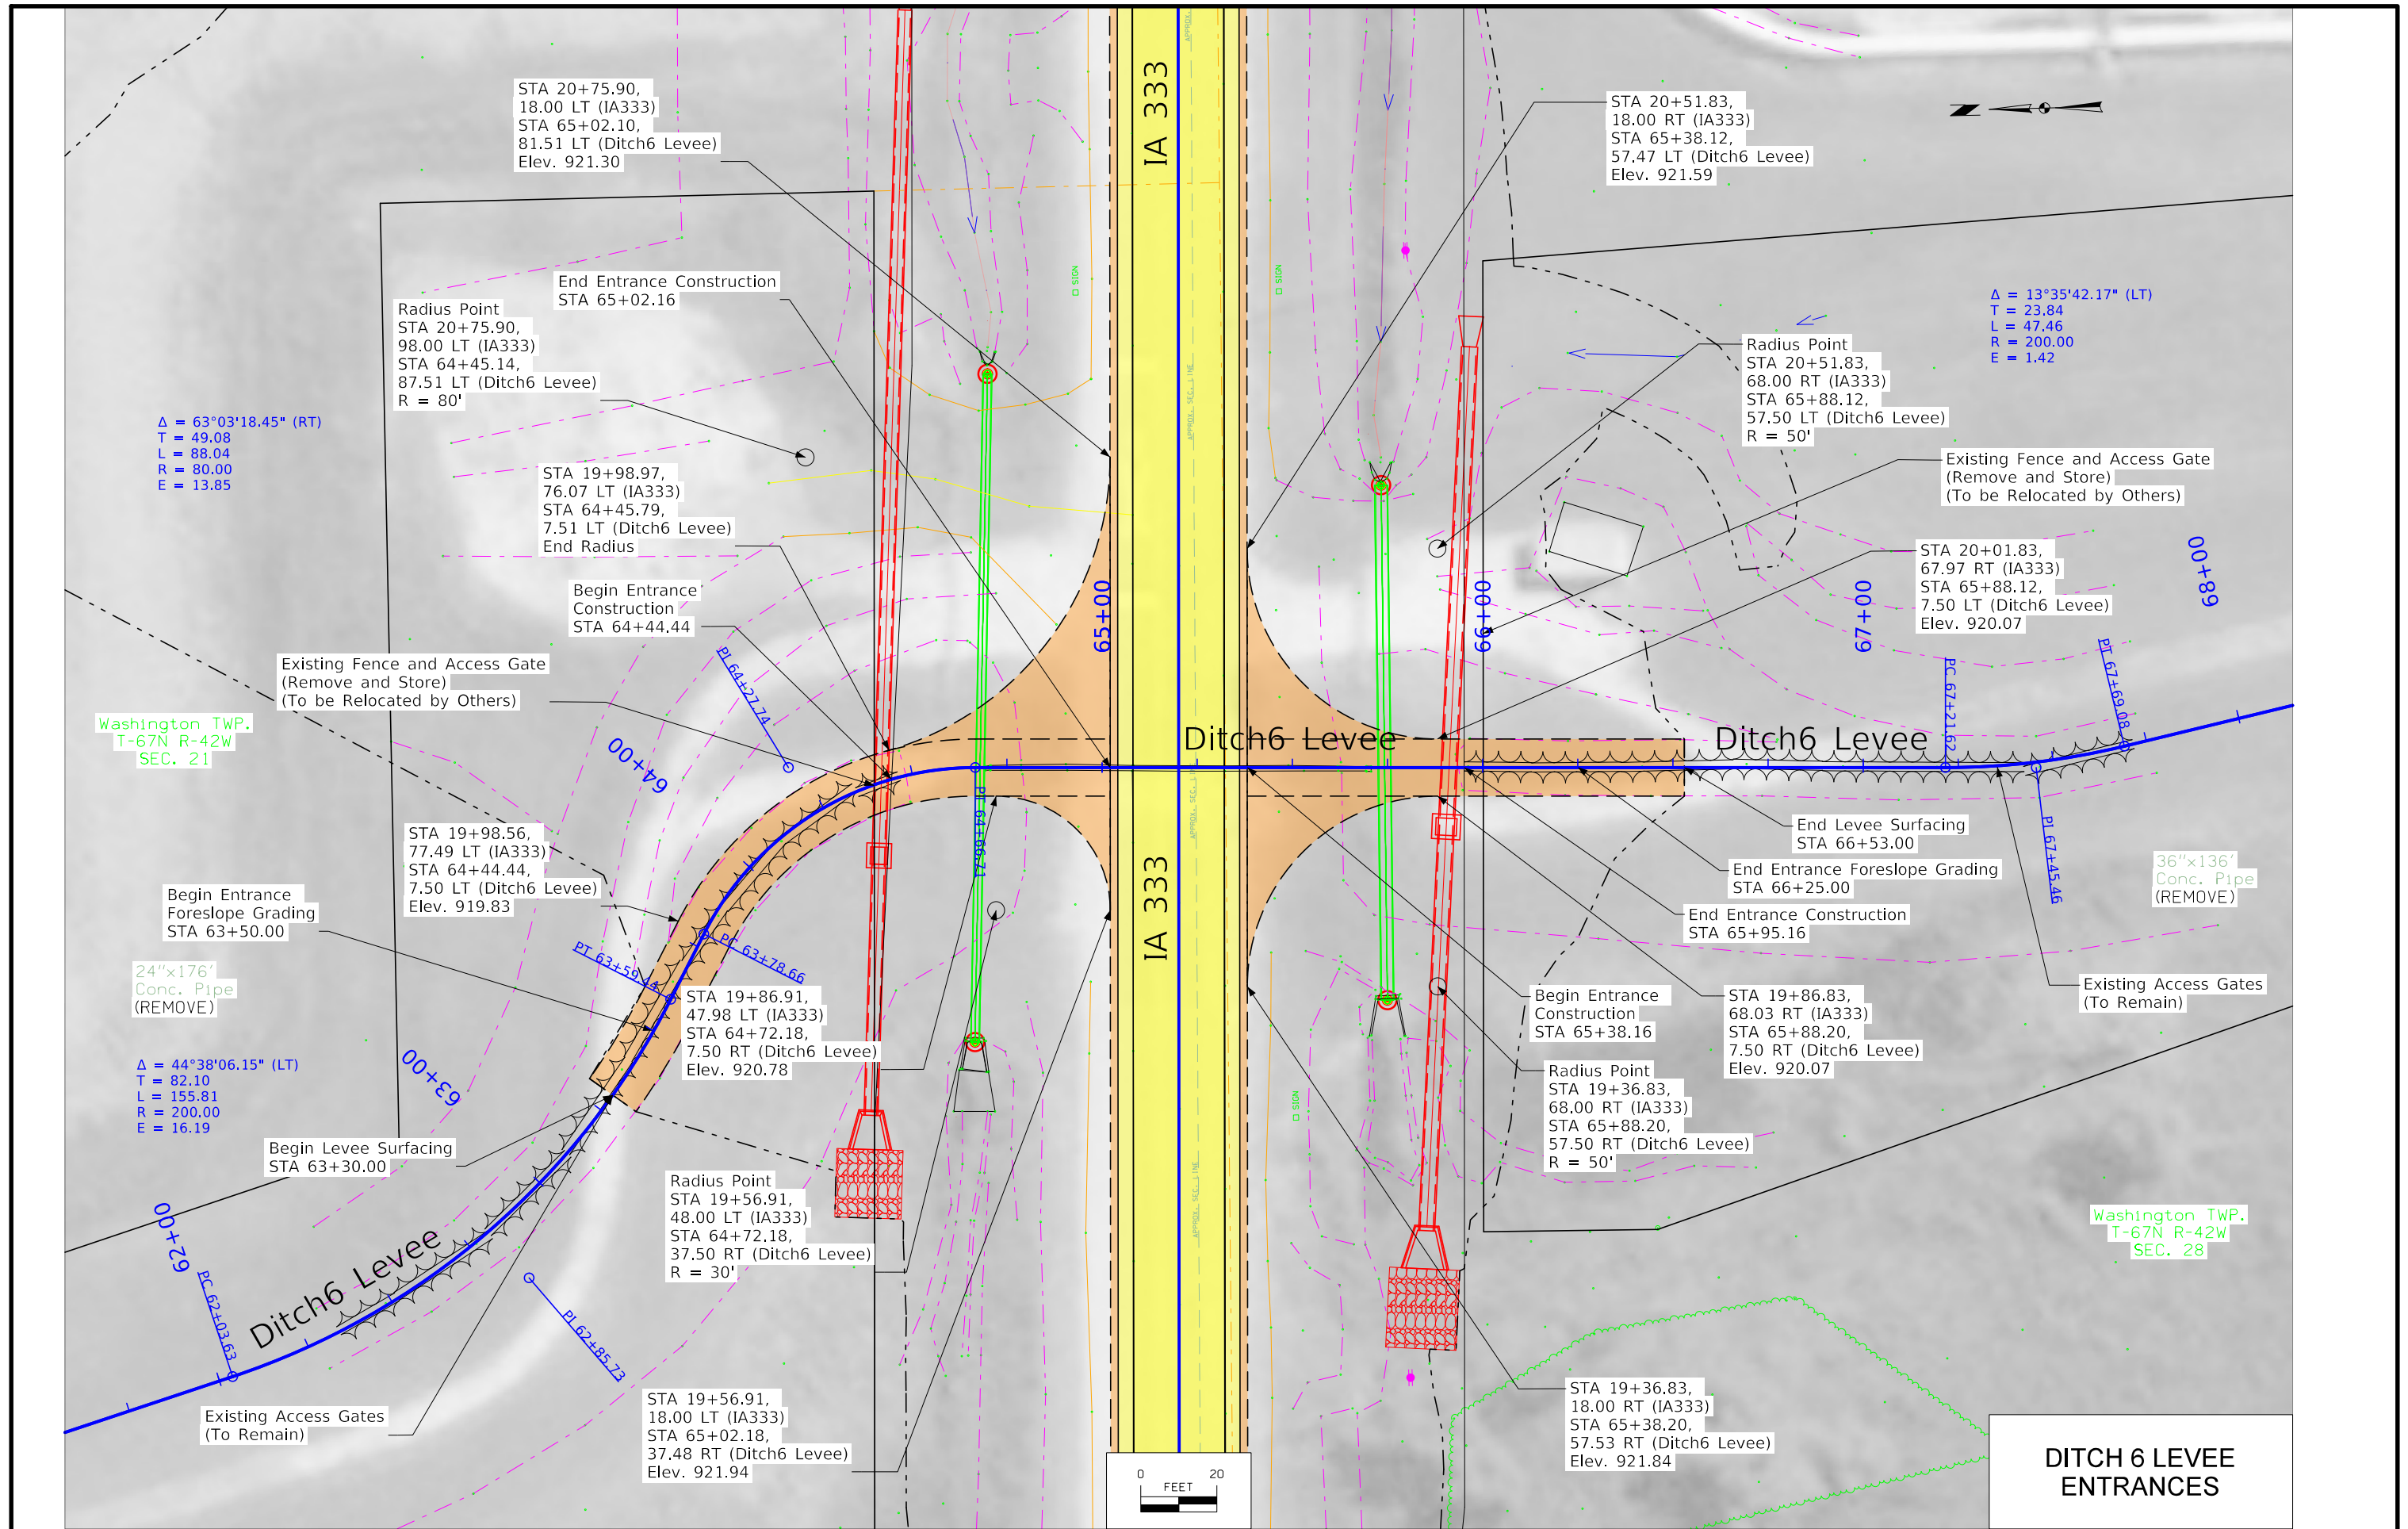 STA 20+75.90,
18.00 LT (IA333)
STA 65+02.10,
81.51 LT (Ditch6 Levee)
Elev. 921.30
End Entrance Construction
STA 65+02.16
Radius Point
STA 20+75.90,
98.00 LT (IA333)
STA 64+45.14,
87.51 LT (Ditch6 Levee)
R = 80'
Δ = 63°03'18.45" (RT)
T = 49.08
L = 88.04
R = 80.00
E = 13.85
STA 19+98.97,
76.07 LT (IA333)
STA 64+45.79,
7.51 LT (Ditch6 Levee)
End Radius
Begin Entrance
Construction
STA 64+44.44
Existing Fence and Access Gate
(Remove and Store)
(To be Relocated by Others)
Washington TWP.
T-67N R-42W
SEC. 21
STA 19+98.56,
77.49 LT (IA333)
STA 64+44.44,
7.50 LT (Ditch6 Levee)
Elev. 919.83
Begin Entrance
Foreslope Grading
STA 63+50.00
24"x176'
Conc. Pipe
(REMOVE)
Δ = 44°38'06.15" (LT)
T = 82.10
L = 155.81
R = 200.00
E = 16.19
Begin Levee Surfacing
STA 63+30.00
STA 19+86.91,
47.98 LT (IA333)
STA 64+72.18,
7.50 RT (Ditch6 Levee)
Elev. 920.78
Radius Point
STA 19+56.91,
48.00 LT (IA333)
STA 64+72.18,
37.50 RT (Ditch6 Levee)
R = 30'
STA 19+56.91,
18.00 LT (IA333)
STA 65+02.18,
37.48 RT (Ditch6 Levee)
Elev. 921.94
Existing Access Gates
(To Remain)
62+00
63+00
64+00
65+00
66+00
67+00
68+00
PC 62+03.63
PI 62+85.73
PT 63+59.44
PC 63+78.66
PI 64+27.74
PT 64+66.71
PC 67+21.62
PI 67+45.46
PT 67+69.08
Ditch6 Levee
Ditch6 Levee
Ditch6 Levee
IA 333
IA 333
APPROX. SEC. LINE
APPROX. SEC. LINE
APPROX. SEC. LINE
SIGN
SIGN
SIGN
STA 20+51.83,
18.00 RT (IA333)
STA 65+38.12,
57.47 LT (Ditch6 Levee)
Elev. 921.59
N
Δ = 13°35'42.17" (LT)
T = 23.84
L = 47.46
R = 200.00
E = 1.42
Radius Point
STA 20+51.83,
68.00 RT (IA333)
STA 65+88.12,
57.50 LT (Ditch6 Levee)
R = 50'
Existing Fence and Access Gate
(Remove and Store)
(To be Relocated by Others)
STA 20+01.83,
67.97 RT (IA333)
STA 65+88.12,
7.50 LT (Ditch6 Levee)
Elev. 920.07
End Levee Surfacing
STA 66+53.00
End Entrance Foreslope Grading
STA 66+25.00
End Entrance Construction
STA 65+95.16
36"x136'
Conc. Pipe
(REMOVE)
Existing Access Gates
(To Remain)
Begin Entrance
Construction
STA 65+38.16
STA 19+86.83,
68.03 RT (IA333)
STA 65+88.20,
7.50 RT (Ditch6 Levee)
Elev. 920.07
Radius Point
STA 19+36.83,
68.00 RT (IA333)
STA 65+88.20,
57.50 RT (Ditch6 Levee)
R = 50'
Washington TWP.
T-67N R-42W
SEC. 28
STA 19+36.83,
18.00 RT (IA333)
STA 65+38.20,
57.53 RT (Ditch6 Levee)
Elev. 921.84
0 20
FEET
DITCH 6 LEVEE
ENTRANCES